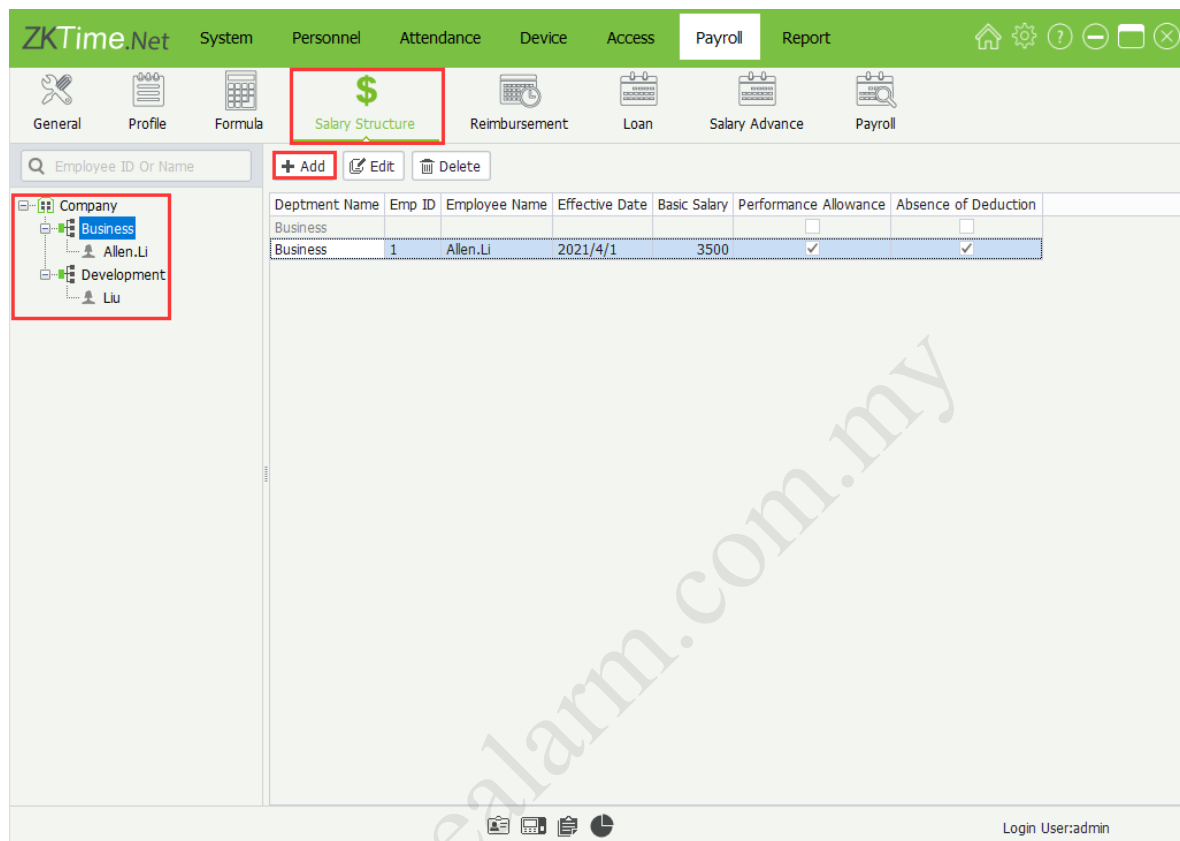 ZKTime.Net System Personnel Attendance Device Access Payroll Report
General Profile Formula Salary Structure Reimbursement Loan Salary Advance Payroll
Employee ID Or Name
Add Edit Delete
Company
Business
Allen.Li
Development
Liu
Deptment Name Emp ID Employee Name Effective Date Basic Salary Performance Allowance Absence of Deduction
Business
Business 1 Allen.Li 2021/4/1 3500
ealarm.com.my
Login User:admin